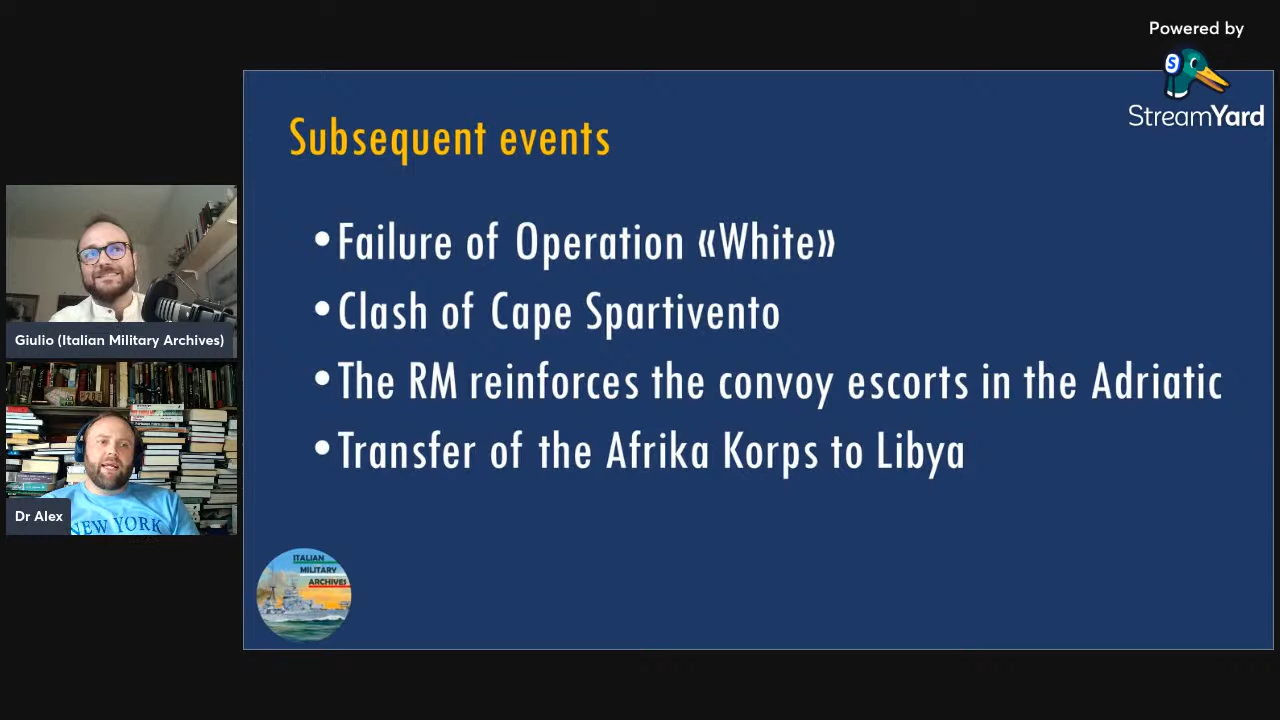 Powered by
StreamYard
Subsequent events
•Failure of Operation «White»
•Clash of Cape Spartivento
•The RM reinforces the convoy escorts in the Adriatic
•Transfer of the Afrika Korps to Libya
Giulio (Italian Military Archives)
Dr Alex
NEW YORK
ITALIAN
MILITARY
ARCHIVES